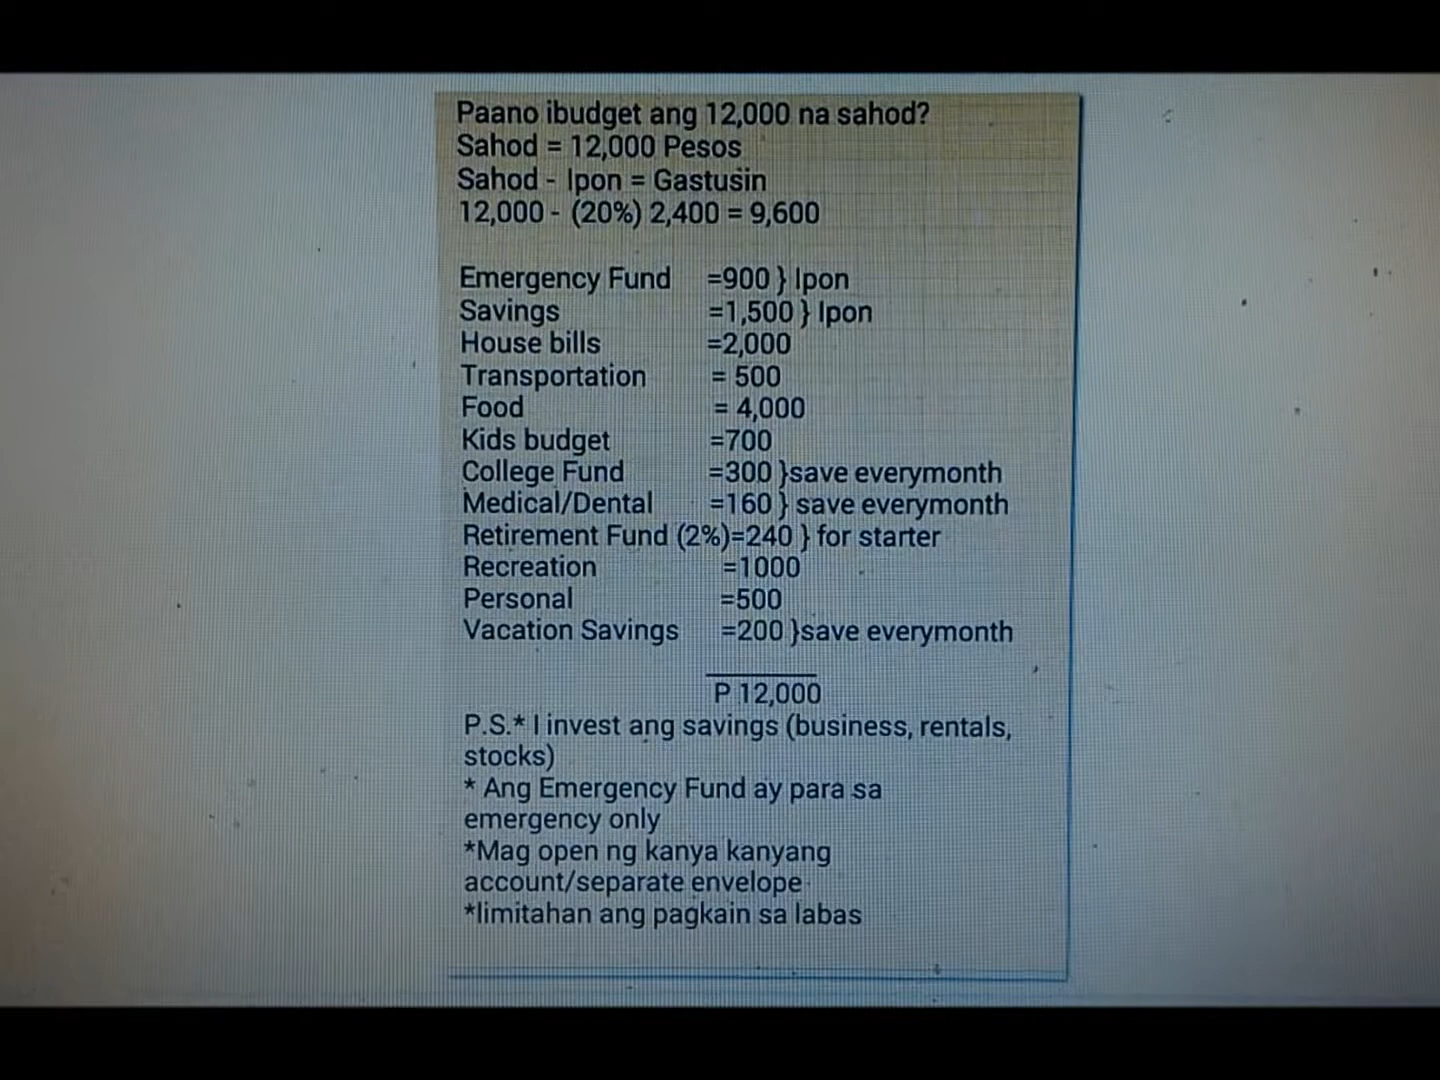 Paano ibudget ang 12,000 na sahod?
Sahod = 12,000 Pesos
Sahod - Ipon = Gastusin
12,000 - (20%) 2,400 = 9,600
Emergency Fund =900 } Ipon
Savings =1,500 } Ipon
House bills =2,000
Transportation = 500
Food = 4,000
Kids budget =700
College Fund =300 }save everymonth
Medical/Dental =160 } save everymonth
Retirement Fund (2%)=240 } for starter
Recreation =1000
Personal =500
Vacation Savings =200 }save everymonth
P 12,000
P.S.* I invest ang savings (business, rentals,
stocks)
* Ang Emergency Fund ay para sa
emergency only
*Mag open ng kanya kanyang
account/separate envelope
*limitahan ang pagkain sa labas